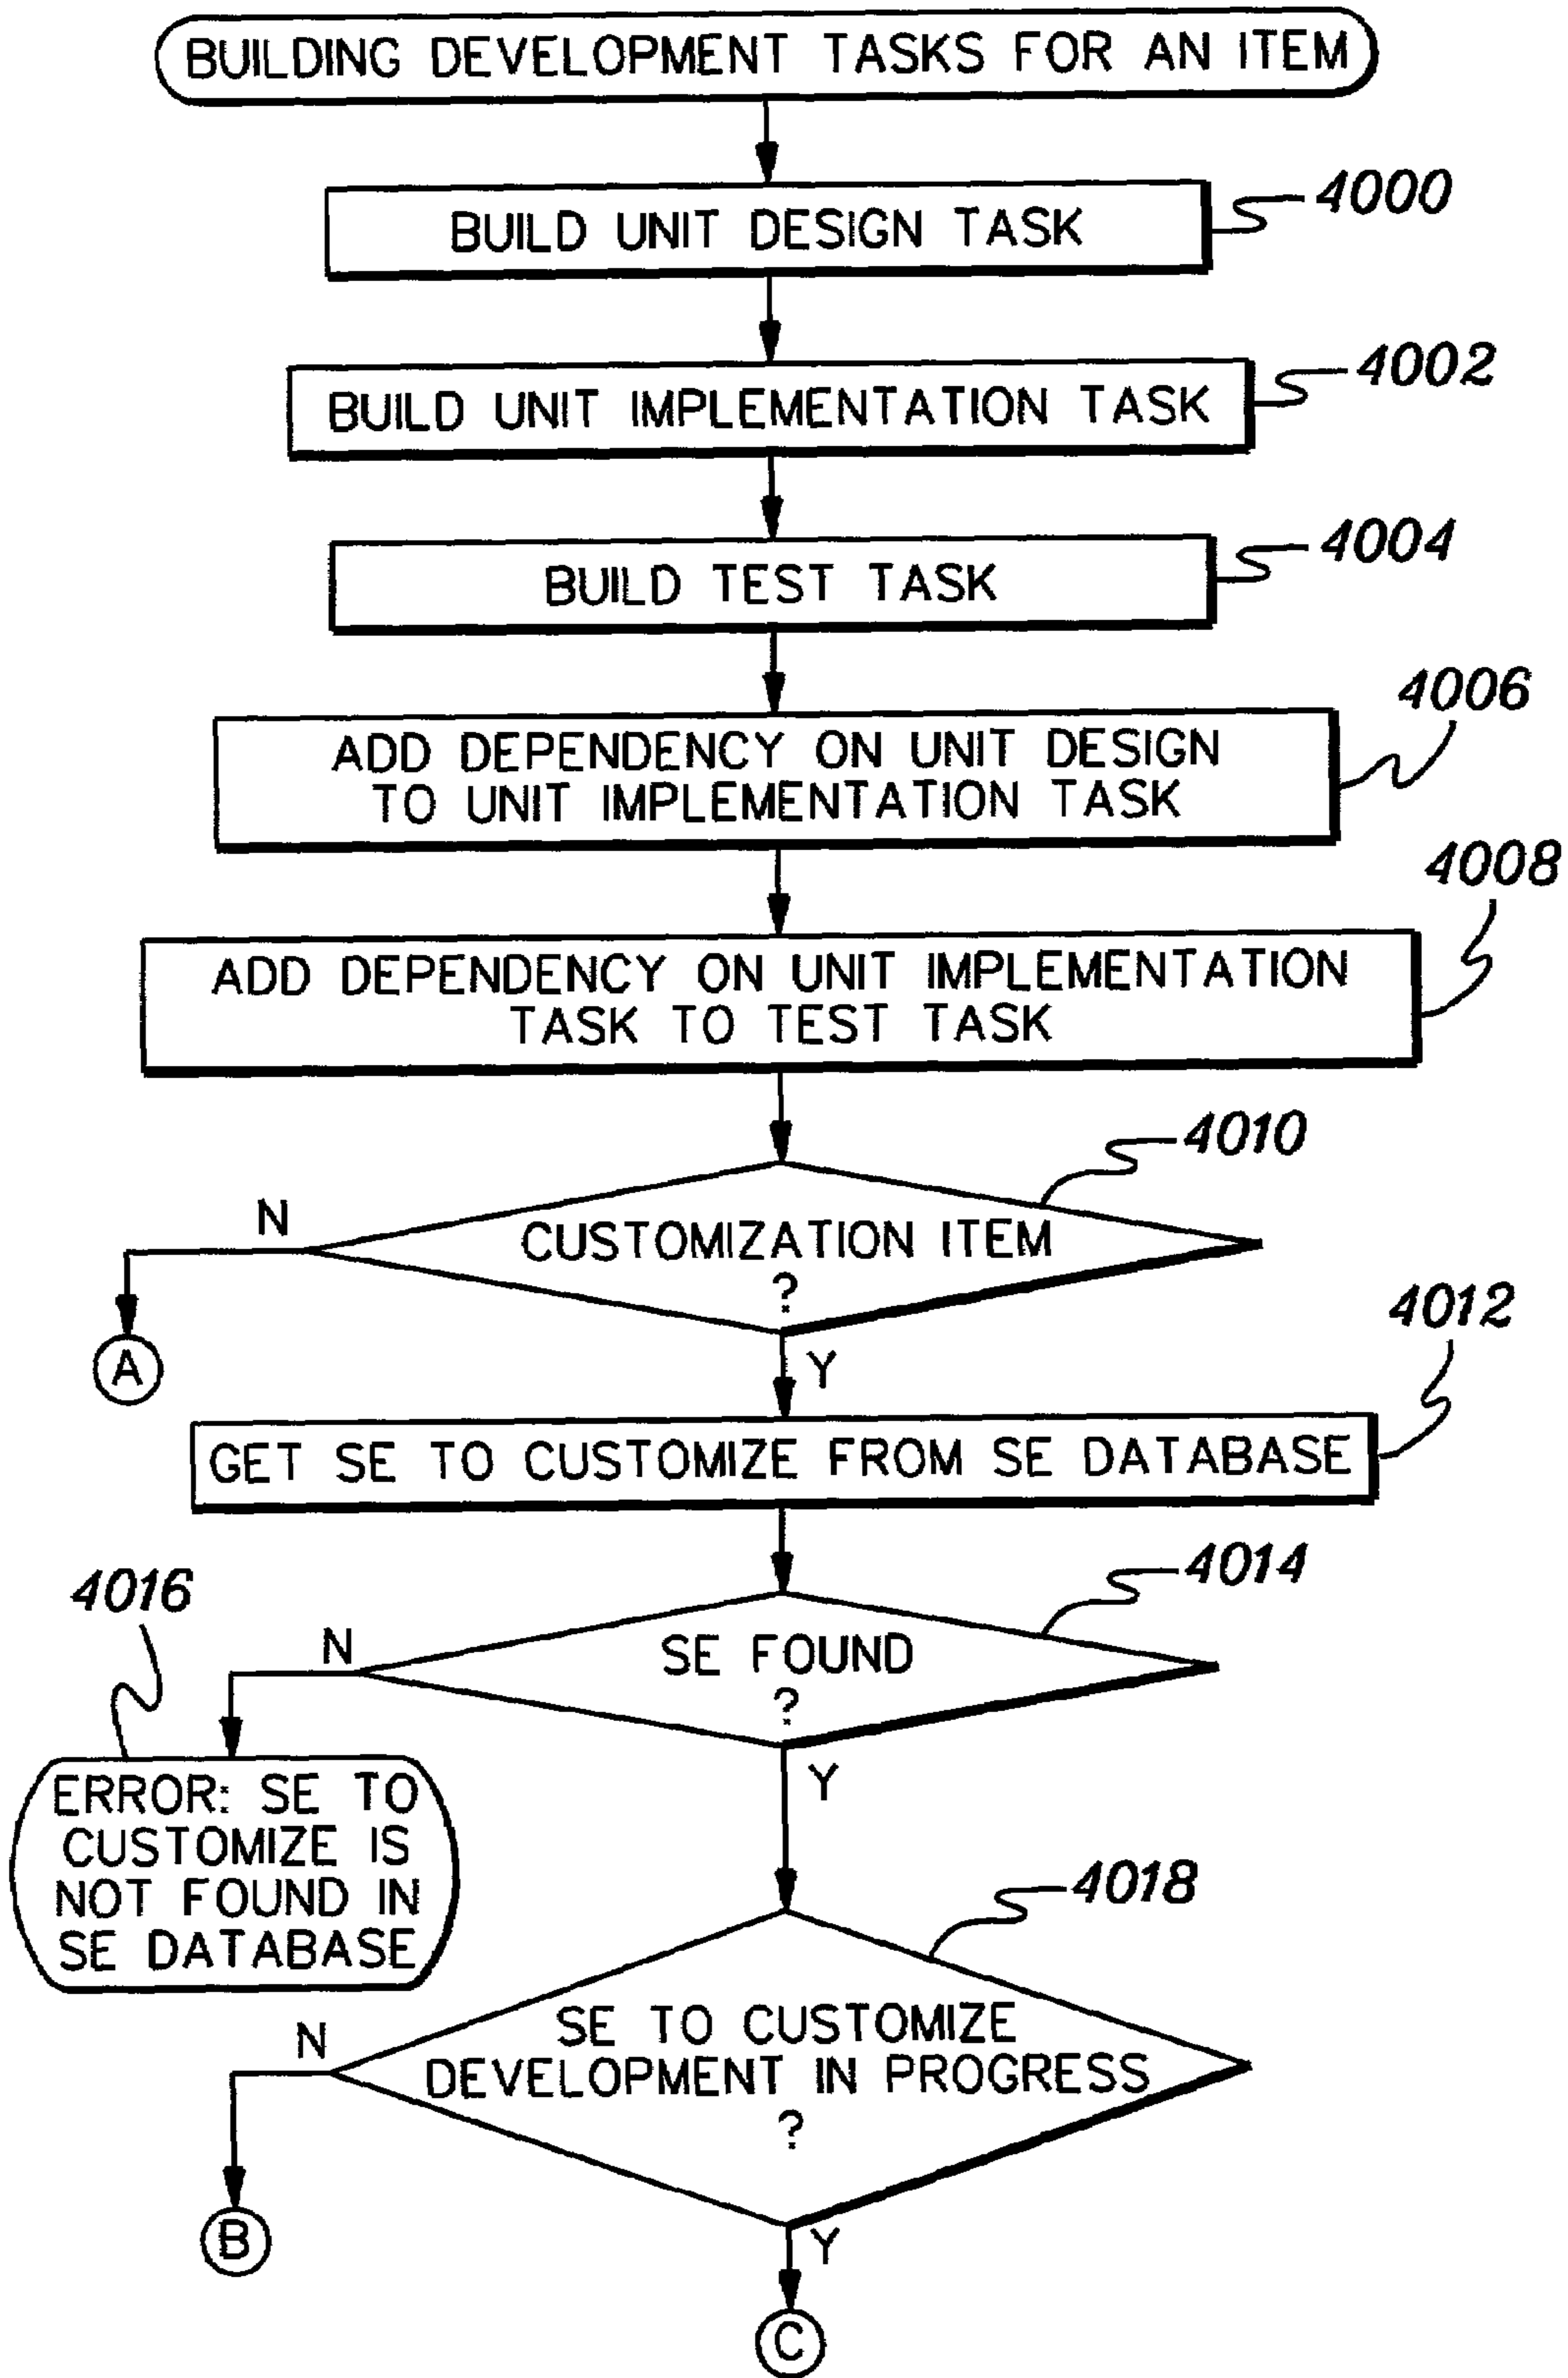 BUILDING DEVELOPMENT TASKS FOR AN ITEM
4000
BUILD UNIT DESIGN TASK
4002
BUILD UNIT IMPLEMENTATION TASK
4004
BUILD TEST TASK
4006
ADD DEPENDENCY ON UNIT DESIGN
TO UNIT IMPLEMENTATION TASK
4008
ADD DEPENDENCY ON UNIT IMPLEMENTATION
TASK TO TEST TASK
4010
N
CUSTOMIZATION ITEM
?
A
Y
4012
GET SE TO CUSTOMIZE FROM SE DATABASE
4014
4016
N
SE FOUND
?
Y
ERROR: SE TO
CUSTOMIZE IS
NOT FOUND IN
SE DATABASE
4018
N
SE TO CUSTOMIZE
DEVELOPMENT IN PROGRESS
?
B
Y
C